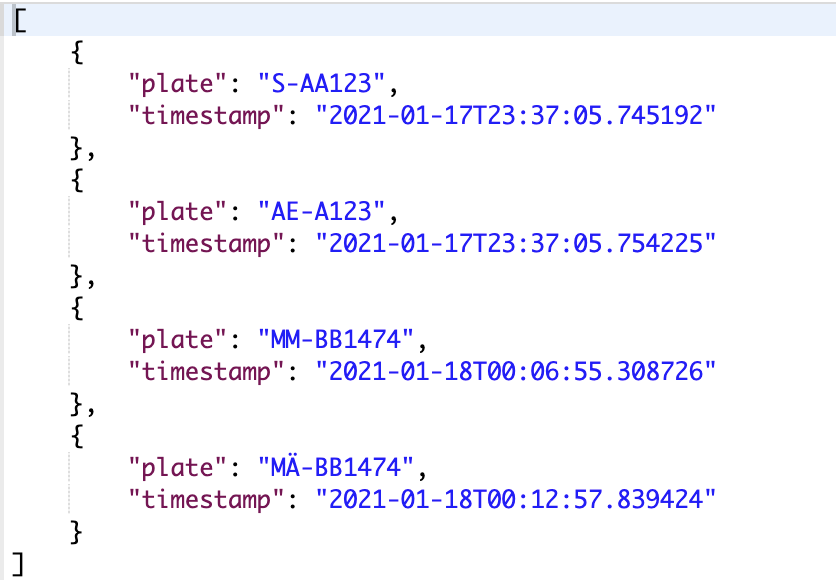 [
    {
        "plate": "S-AA123",
        "timestamp": "2021-01-17T23:37:05.745192"
    },
    {
        "plate": "AE-A123",
        "timestamp": "2021-01-17T23:37:05.754225"
    },
    {
        "plate": "MM-BB1474",
        "timestamp": "2021-01-18T00:06:55.308726"
    },
    {
        "plate": "MÄ-BB1474",
        "timestamp": "2021-01-18T00:12:57.839424"
    }
]